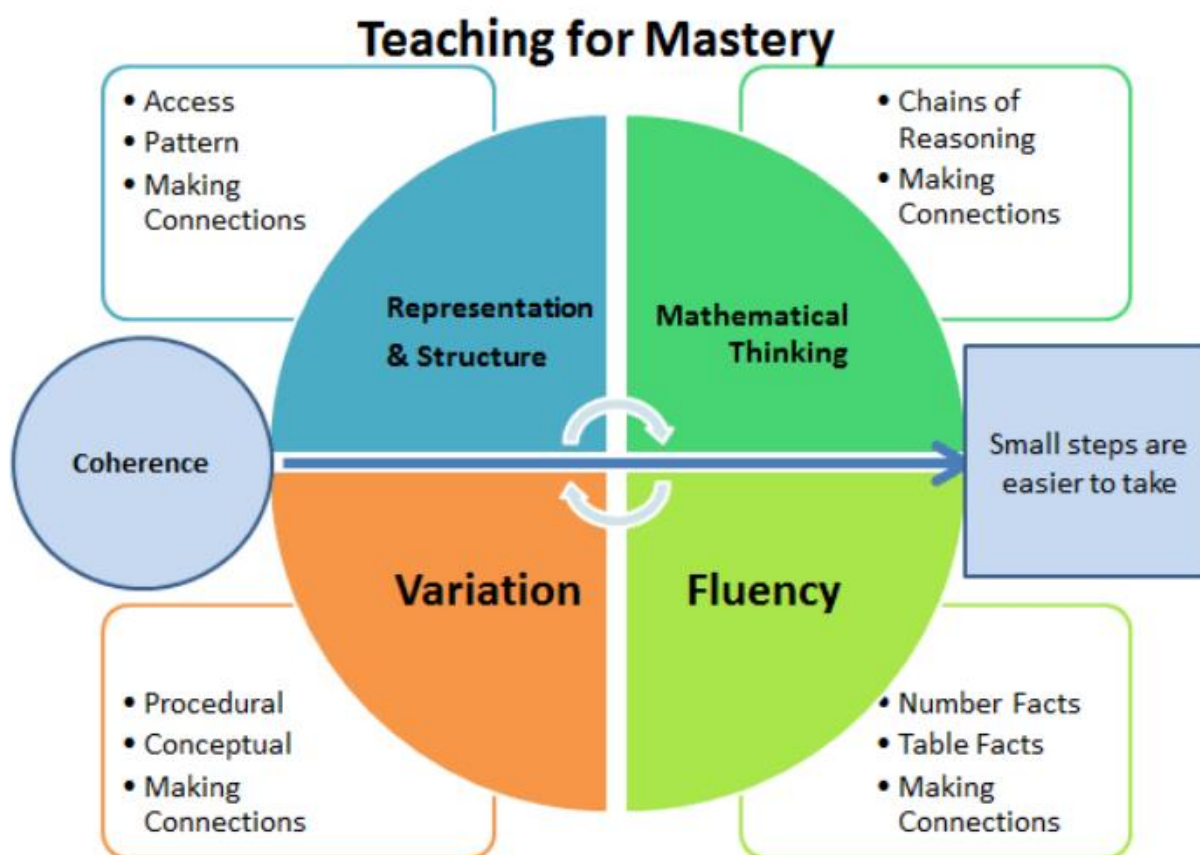 Teaching for Mastery
• Access
• Pattern
• Making
Connections
• Chains of
Reasoning
• Making
Connections
Representation
& Structure
Mathematical
Thinking
Coherence
Small steps are
easier to take
Variation
Fluency
• Procedural
• Conceptual
• Making
Connections
• Number Facts
• Table Facts
• Making
Connections